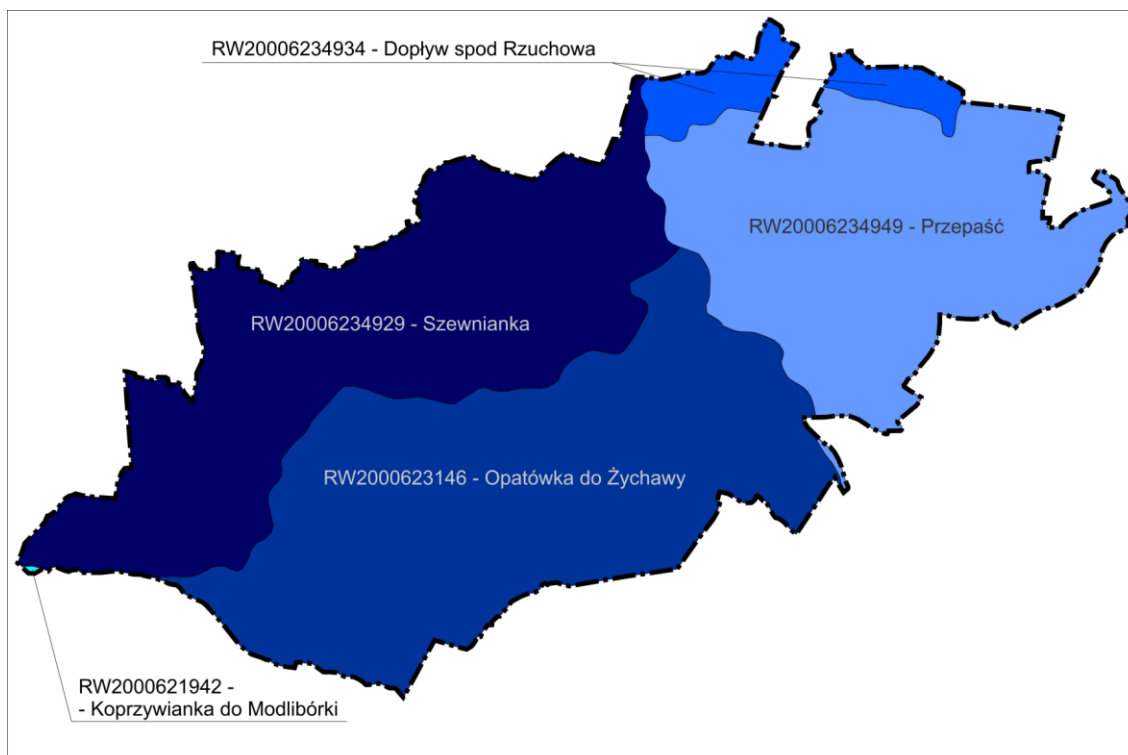 RW20006234934 - Dopływ spod Rzuchowa
RW20006234949 - Przepaść
RW20006234929 - Szewnianka
RW2000623146 - Opatówka do Żychawy
RW2000621942 -
- Koprzywianka do Modlibórki